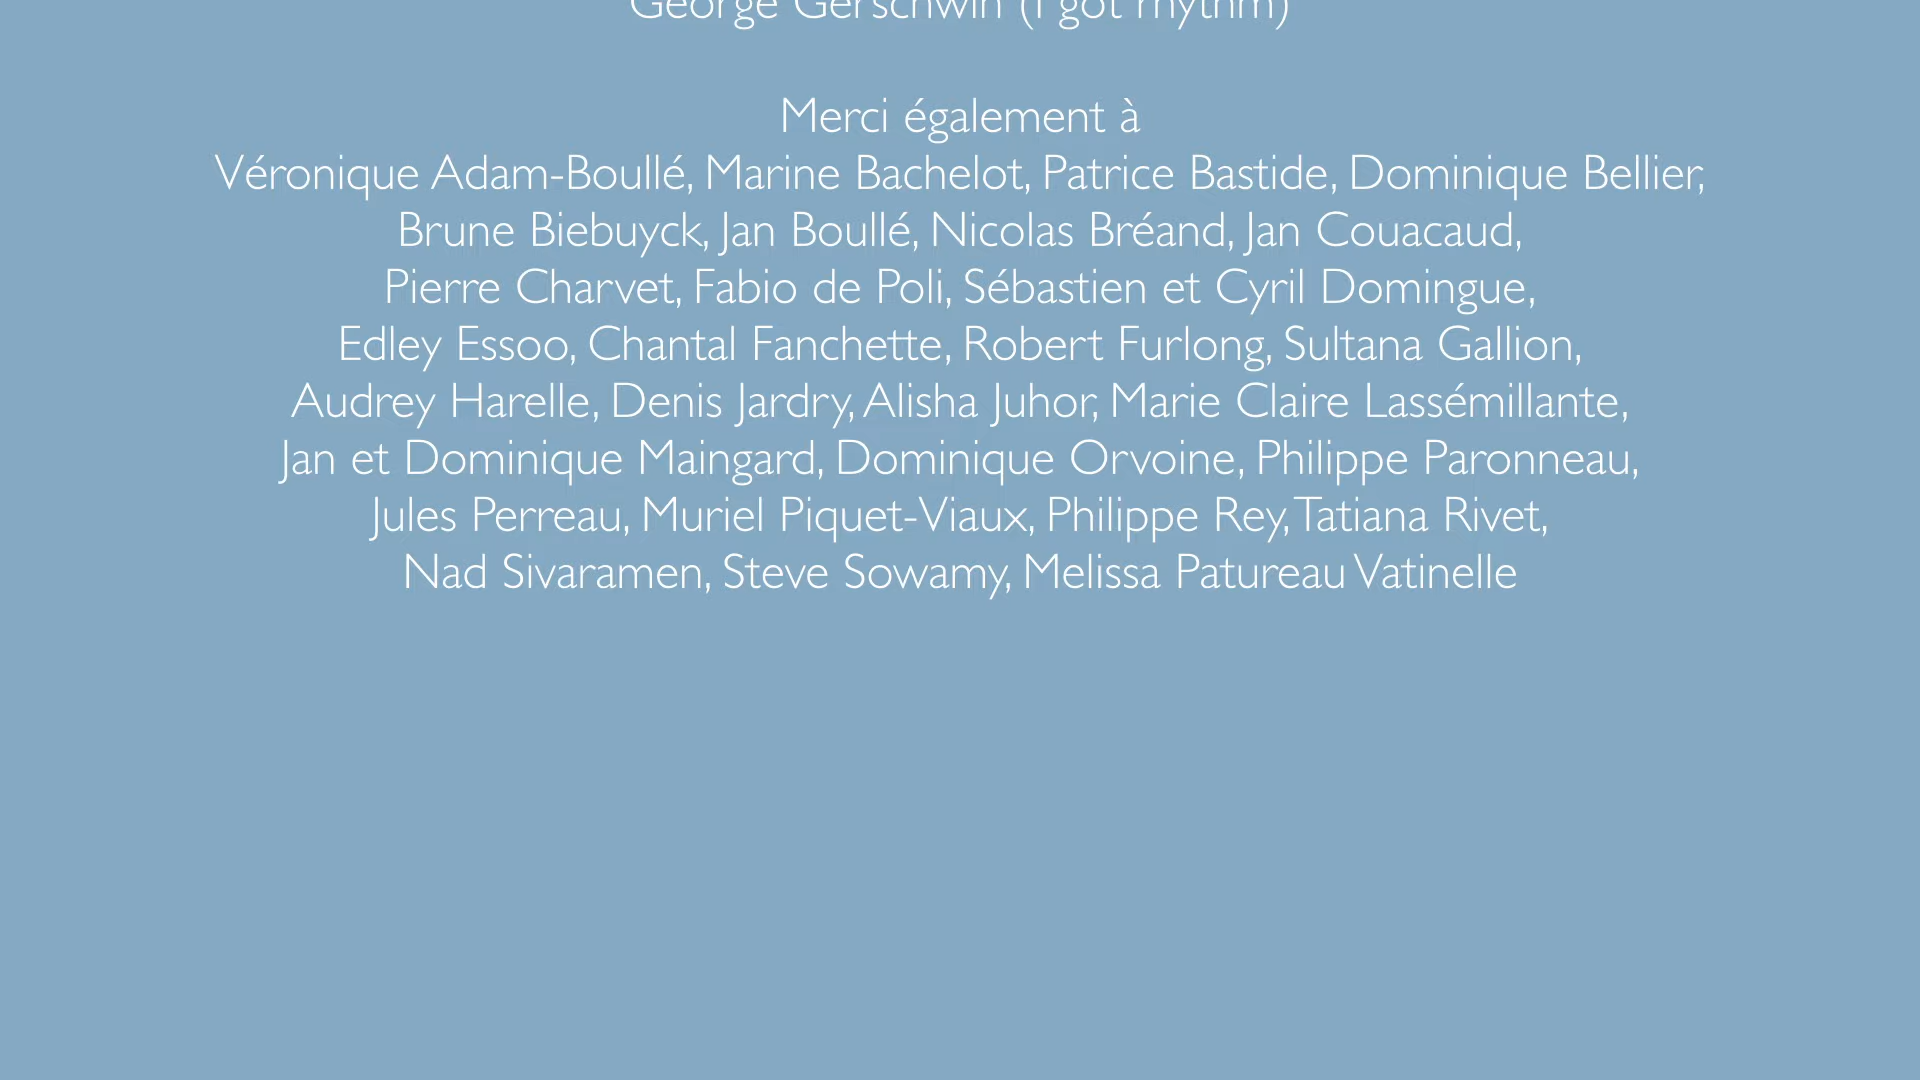 George Gerschwin (I got rhythm)
Merci également à
Véronique Adam-Boullé, Marine Bachelot, Patrice Bastide, Dominique Bellier,
Brune Biebuyck, Jan Boullé, Nicolas Bréand, Jan Couacaud,
Pierre Charvet, Fabio de Poli, Sébastien et Cyril Domingue,
Edley Essoo, Chantal Fanchette, Robert Furlong, Sultana Gallion,
Audrey Harelle, Denis Jardry, Alisha Juhor, Marie Claire Lassémillante,
Jan et Dominique Maingard, Dominique Orvoine, Philippe Paronneau,
Jules Perreau, Muriel Piquet-Viaux, Philippe Rey, Tatiana Rivet,
Nad Sivaramen, Steve Sowamy, Melissa Patureau Vatinelle